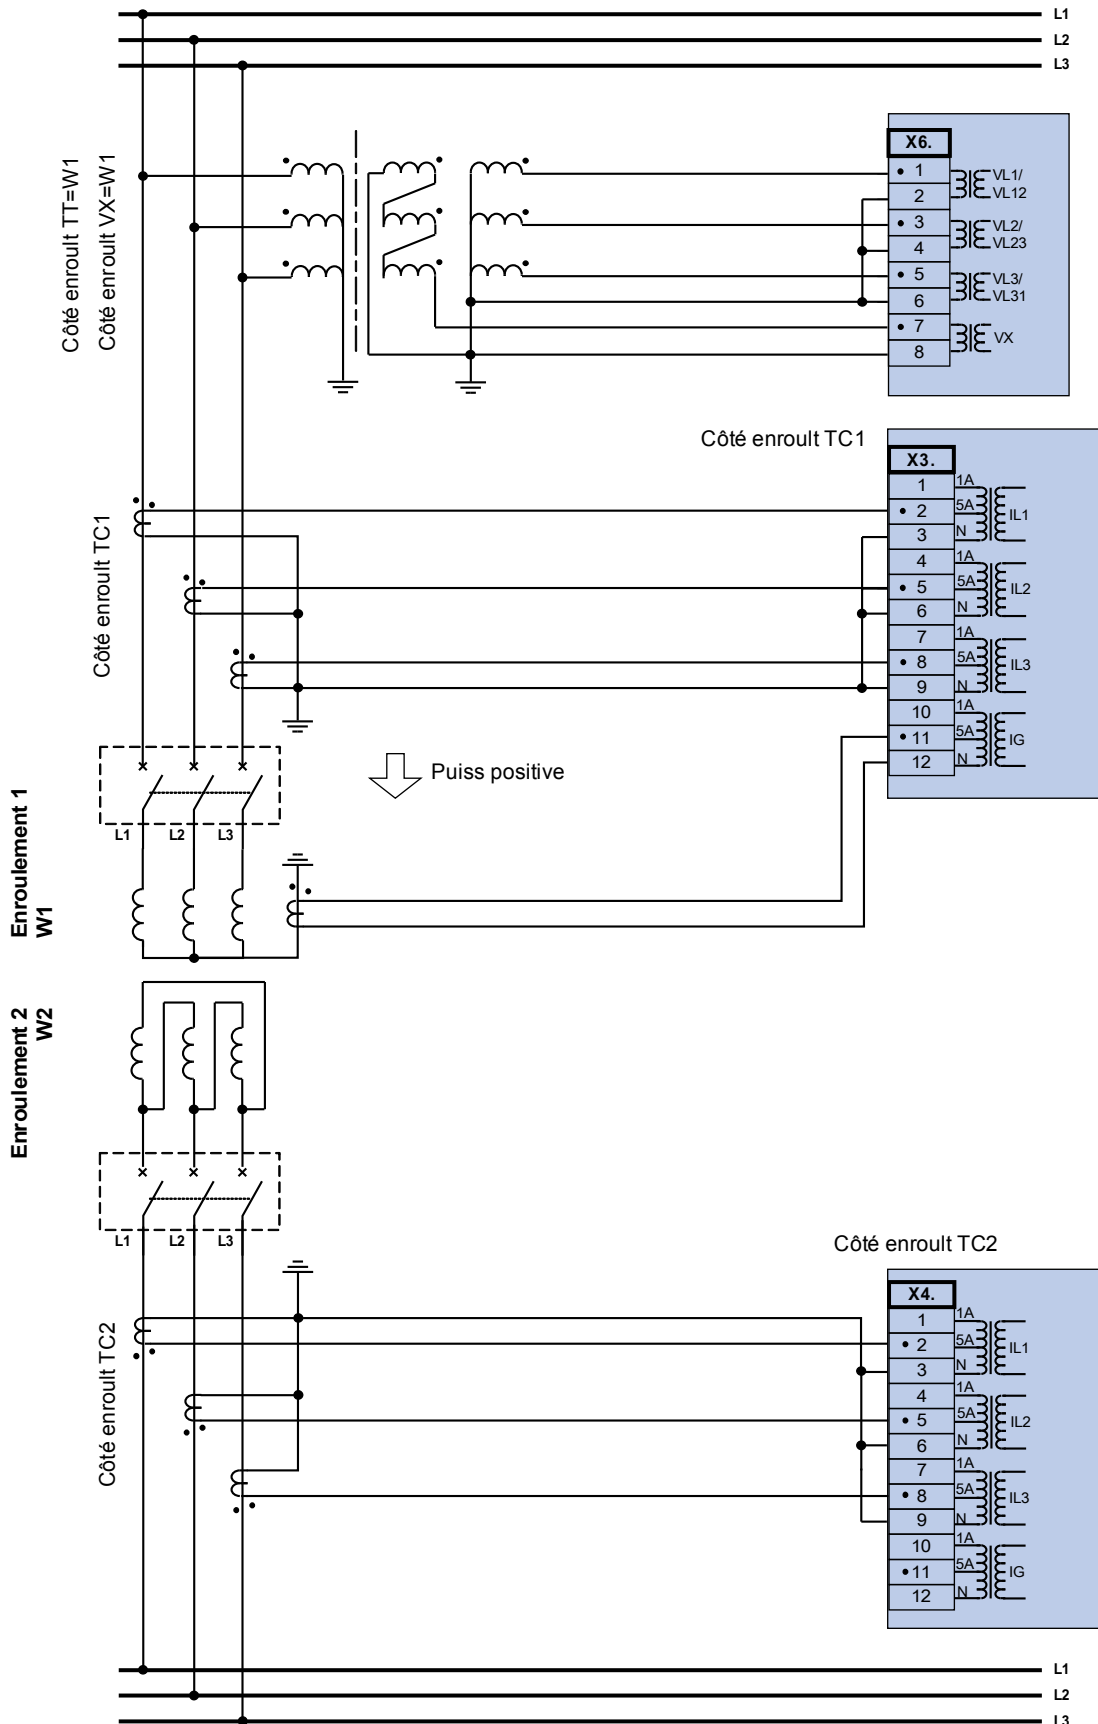 L1
L2
L3
Côté enroult TT=W1
Côté enroult VX=W1
X6.
1
2
3
4
5
6
7
8
VL1/
VL12
VL2/
VL23
VL3/
VL31
VX
Côté enroult TC1
X3.
1 1A
2 5A IL1
3 N
4 1A
5 5A IL2
6 N
7 1A
8 5A IL3
9 N
10 1A
11 5A IG
12 N
Côté enroult TC1
Puiss positive
L1 L2 L3
Enroulement 1
W1
Enroulement 2
W2
L1 L2 L3
Côté enroult TC2
Côté enroult TC2
X4.
1 1A
2 5A IL1
3 N
4 1A
5 5A IL2
6 N
7 1A
8 5A IL3
9 N
10 1A
11 5A IG
12 N
L1
L2
L3